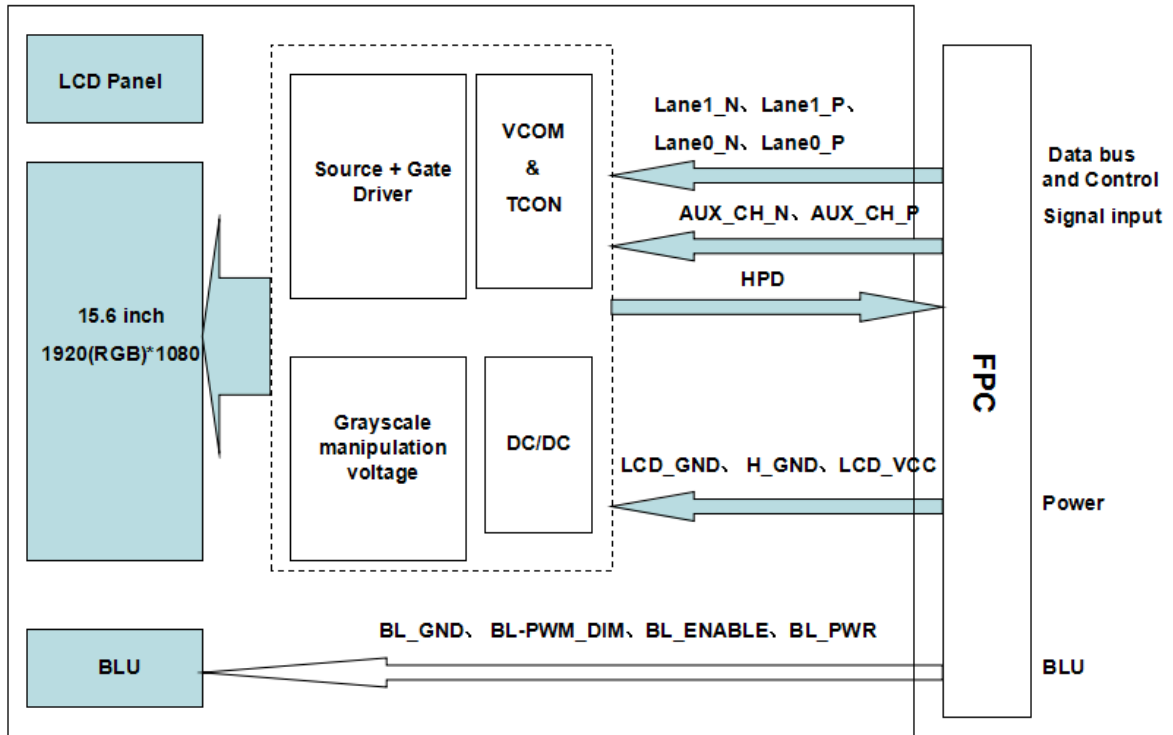 LCD Panel
15.6 inch
1920(RGB)*1080
BLU
Source + Gate
Driver
VCOM
&
TCON
Grayscale
manipulation
voltage
DC/DC
Lane1_N、Lane1_P、
Lane0_N、Lane0_P
AUX_CH_N、AUX_CH_P
HPD
LCD_GND、 H_GND、LCD_VCC
BL_GND、 BL-PWM_DIM、BL_ENABLE、BL_PWR
FPC
Data bus
and Control
Signal input
Power
BLU